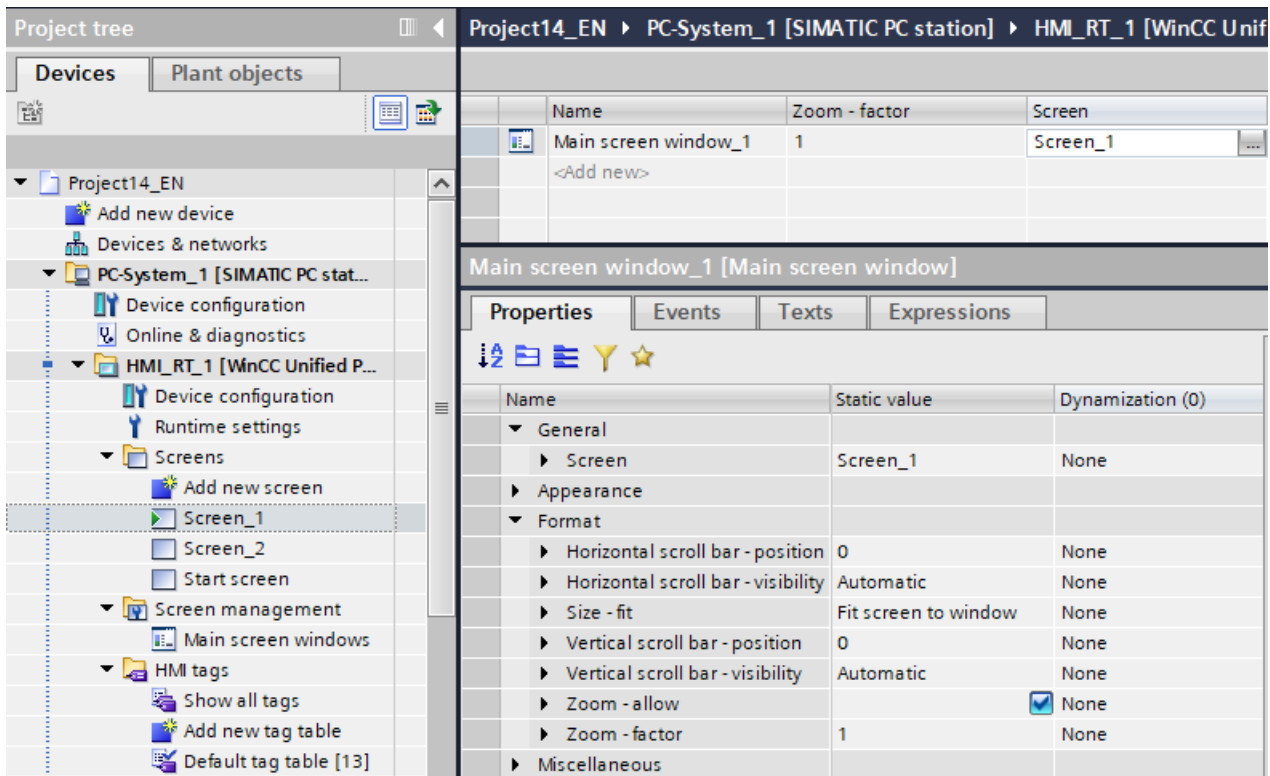 Project tree
Devices
Plant objects
Project14_EN
Add new device
Devices & networks
PC-System_1 [SIMATIC PC stat...
Device configuration
Online & diagnostics
HMI_RT_1 [WinCC Unified P...
Device configuration
Runtime settings
Screens
Add new screen
Screen_1
Screen_2
Start screen
Screen management
Main screen windows
HMI tags
Show all tags
Add new tag table
Default tag table [13]
Project14_EN PC-System_1 [SIMATIC PC station] HMI_RT_1 [WinCC Unif
Name Zoom - factor Screen
Main screen window_1 1 Screen_1 ...
<Add new>
Main screen window_1 [Main screen window]
Properties Events Texts Expressions
Name Static value Dynamization (0)
General
Screen Screen_1 None
Appearance
Format
Horizontal scroll bar - position 0 None
Horizontal scroll bar - visibility Automatic None
Size - fit Fit screen to window None
Vertical scroll bar - position 0 None
Vertical scroll bar - visibility Automatic None
Zoom - allow None
Zoom - factor 1 None
Miscellaneous